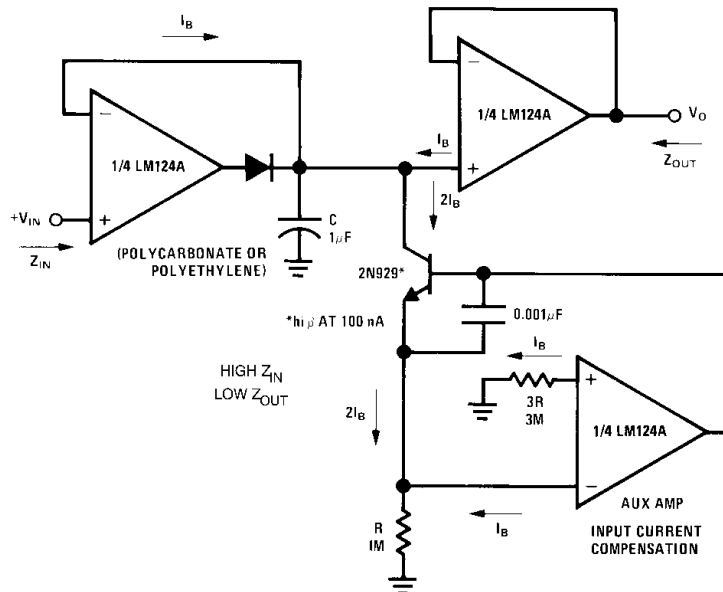 I_B
−
1/4 LM124A
+
+V_IN
Z_IN
C
1μF
(POLYCARBONATE OR
POLYETHYLENE)
−
1/4 LM124A
+
I_B
V_O
Z_OUT
2I_B
2N929*
*hi β AT 100 nA
0.001μF
HIGH Z_IN
LOW Z_OUT
I_B
3R
3M
+
1/4 LM124A
−
2I_B
AUX AMP
INPUT CURRENT
COMPENSATION
I_B
R
1M